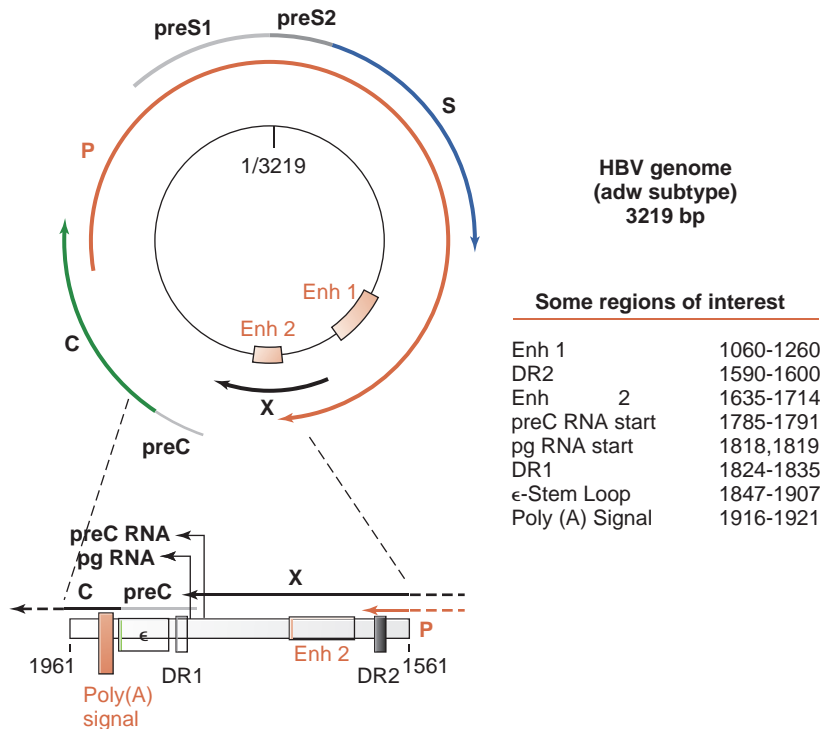 preS1
preS2
S
P
1/3219
HBV genome
(adw subtype)
3219 bp
Enh 1
Enh 2
C
X
preC
Some regions of interest
Enh 1 1060-1260
DR2 1590-1600
Enh 2 1635-1714
preC RNA start 1785-1791
pg RNA start 1818,1819
DR1 1824-1835
ϵ-Stem Loop 1847-1907
Poly (A) Signal 1916-1921
preC RNA
pg RNA
C
preC
X
P
ϵ
1961
DR1
Enh 2
DR2
1561
Poly(A)
signal